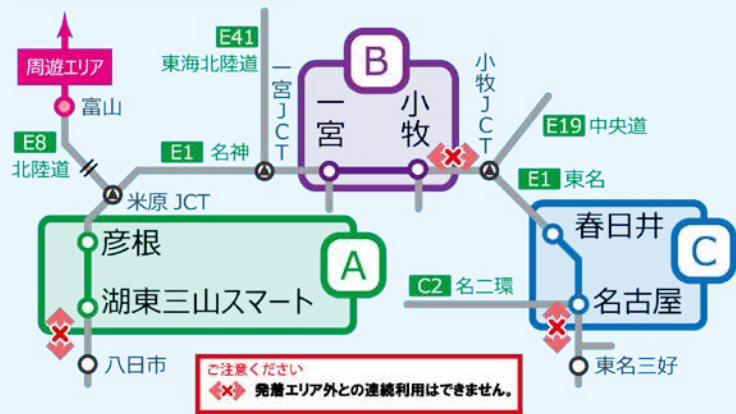 周遊エリア
富山
E8
北陸道
E41
東海北陸道
一宮JCT
E1 名神
米原 JCT
B
一宮
小牧
小牧JCT
E19 中央道
E1 東名
彦根
湖東三山スマート
A
八日市
春日井
C
C2 名二環
名古屋
東名三好
ご注意ください
発着エリア外との連続利用はできません。